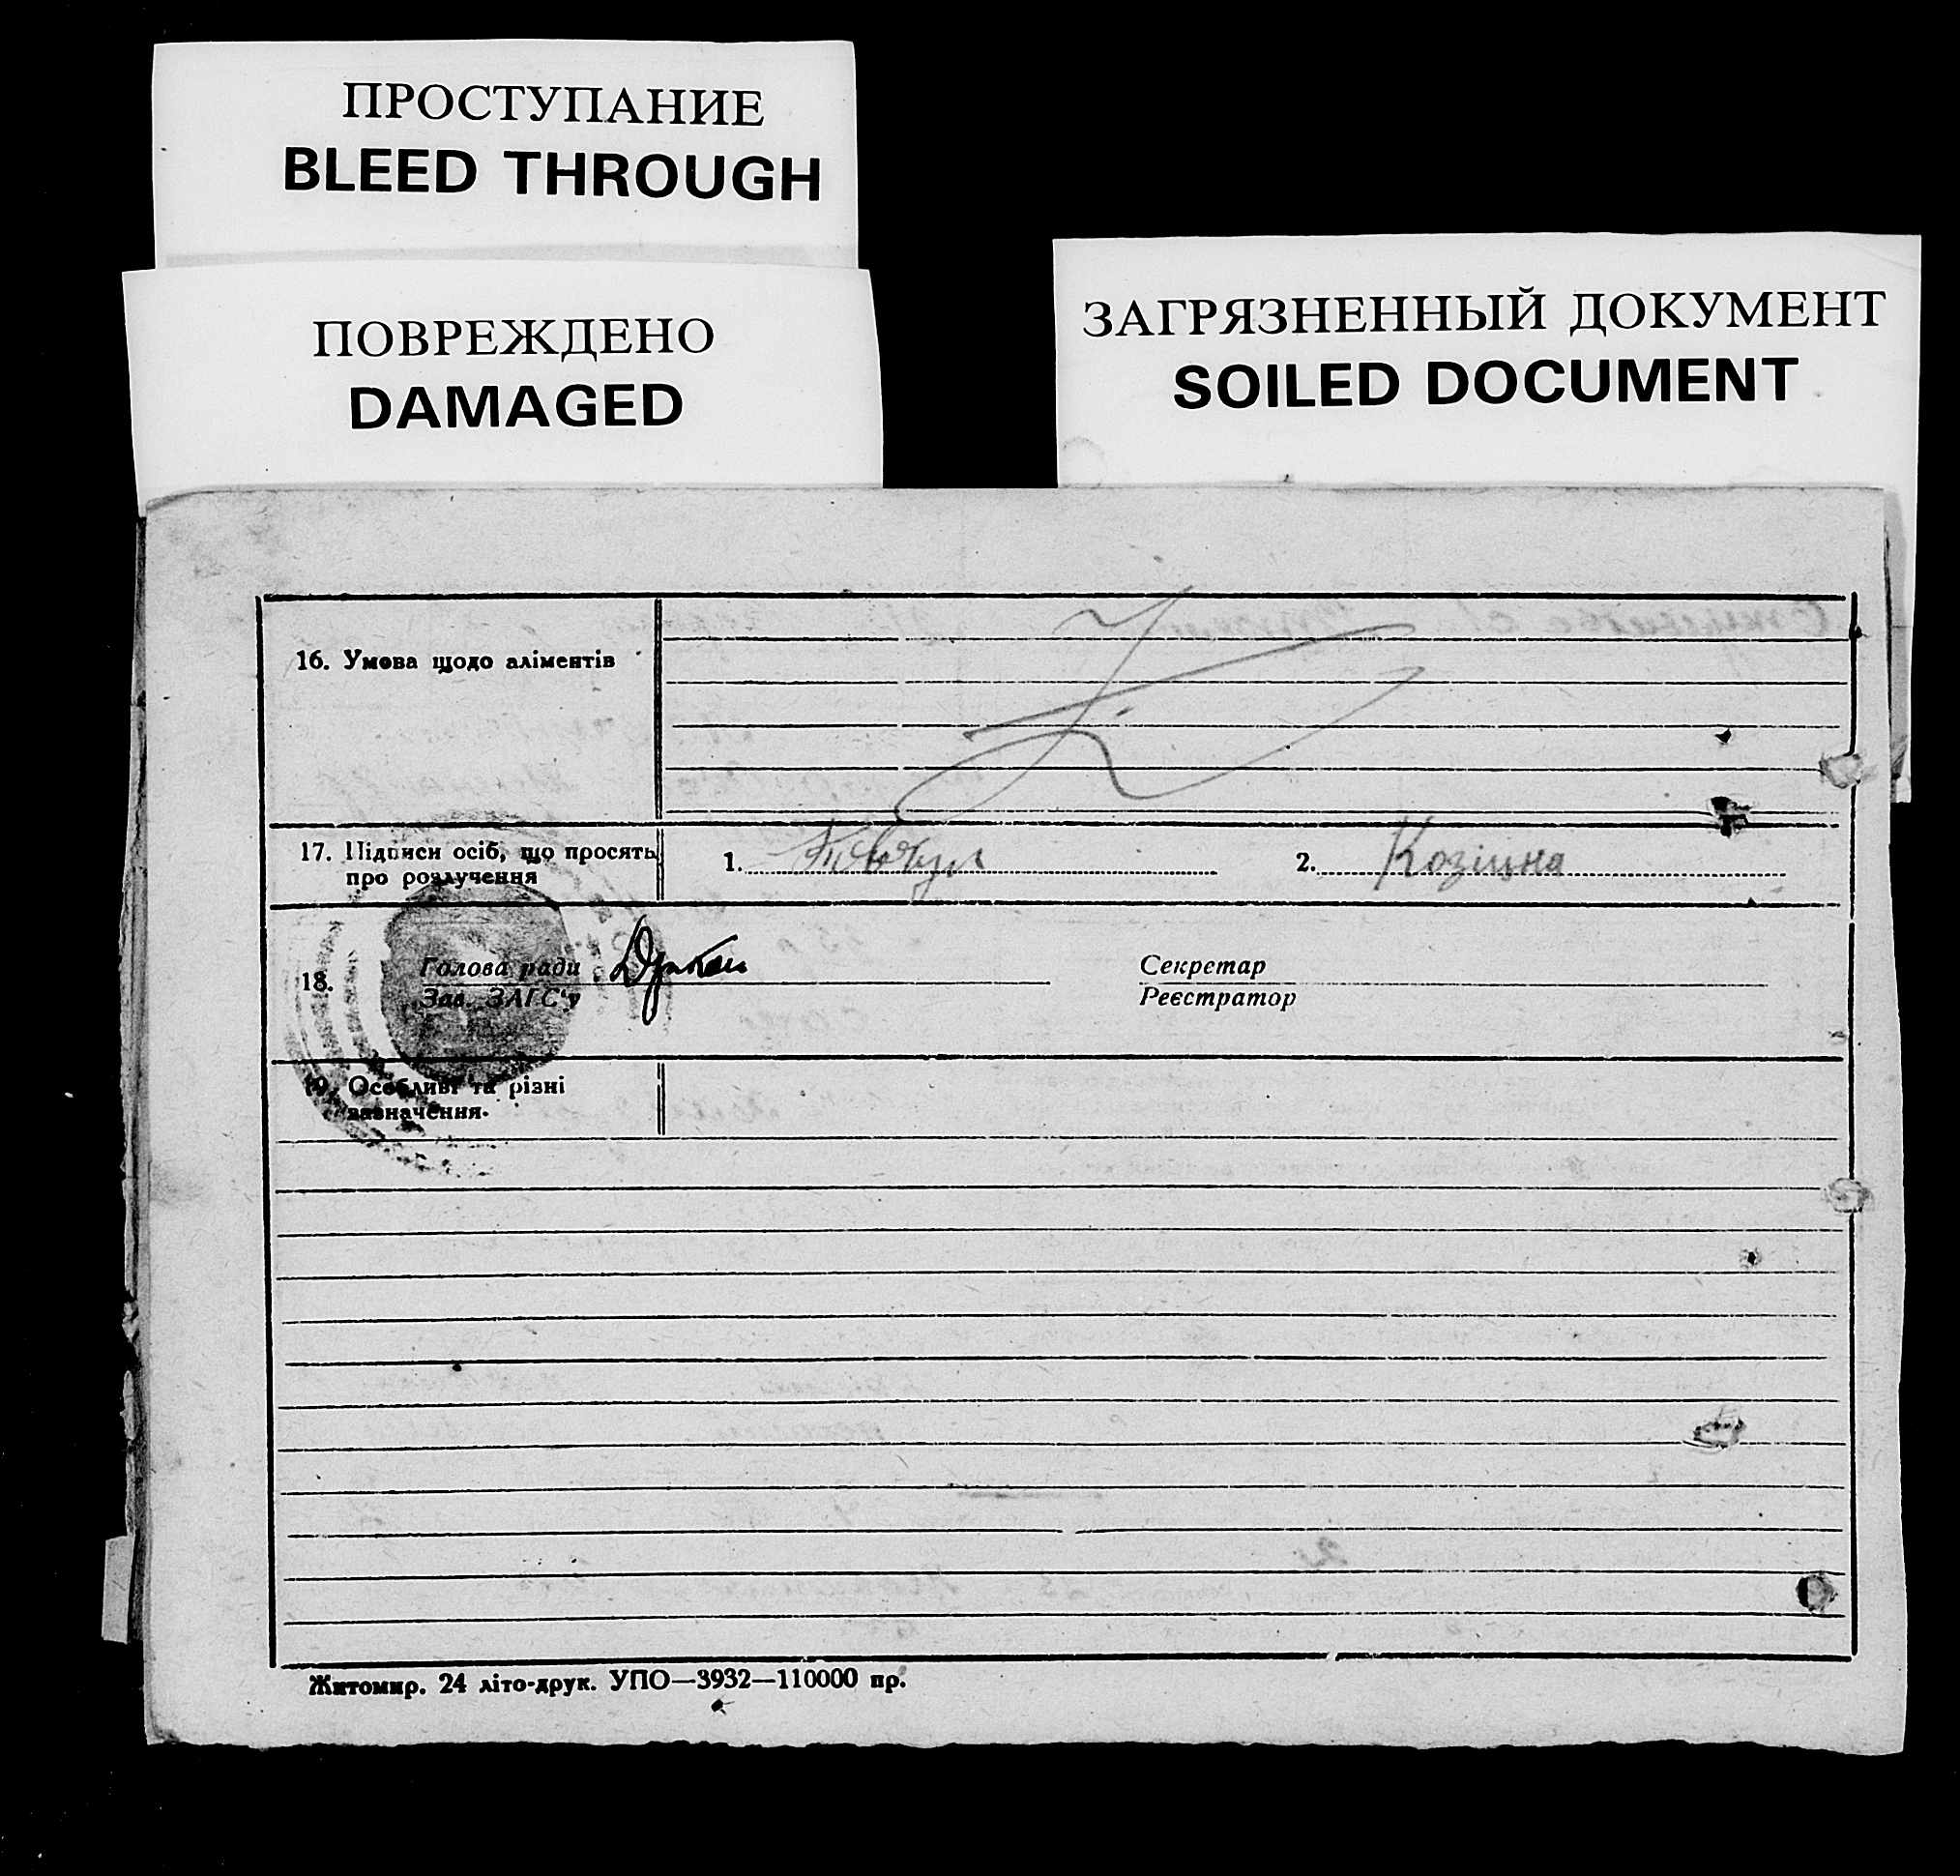 ПРОСТУПАНИЕ
BLEED THROUGH
ПОВРЕЖДЕНО
DAMAGED
ЗАГРЯЗНЕННЫЙ ДОКУМЕНТ
SOILED DOCUMENT
16. Умова щодо аліментів
17. Підписи осіб, що просять
про розлучення
1.
2. Козіцна
18.
Голова ради
Зав. ЗАГС'у
Секретар
Реєстратор
19. Особливі та різні
зазначення.
Житомир. 24 літо-друк. УПО—3932—110000 пр.